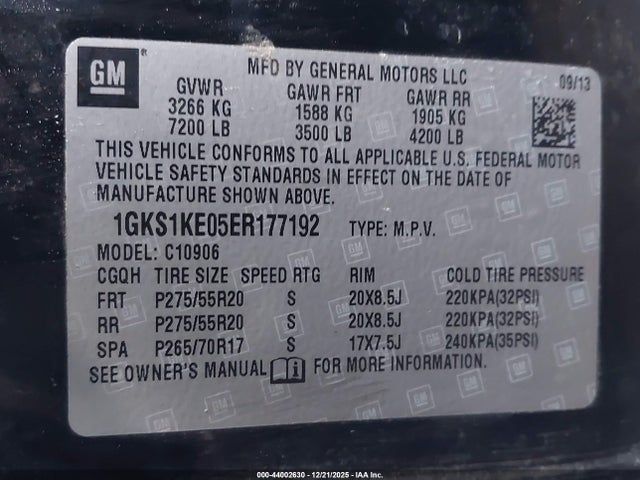 GM
MFD BY GENERAL MOTORS LLC
09/13
GVWR GAWR FRT GAWR RR
3266 KG 1588 KG 1905 KG
7200 LB 3500 LB 4200 LB
THIS VEHICLE CONFORMS TO ALL APPLICABLE U.S. FEDERAL MOTOR
VEHICLE SAFETY STANDARDS IN EFFECT ON THE DATE OF
MANUFACTURE SHOWN ABOVE.
1GKS1KE05ER177192 TYPE: M.P.V.
MODEL: C10906
CGQH TIRE SIZE SPEED RTG RIM COLD TIRE PRESSURE
FRT P275/55R20 S 20X8.5J 220KPA(32PSI)
RR P275/55R20 S 20X8.5J 220KPA(32PSI)
SPA P265/70R17 S 17X7.5J 240KPA(35PSI)
SEE OWNER'S MANUAL FOR MORE INFORMATION.
000-44002630 - 12/21/2025 - IAA Inc.